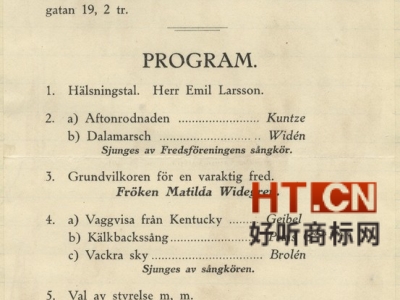 gatan 19, 2 tr.
PROGRAM.
1. Hälsningstal. Herr Emil Larsson.
2. a) Aftonrodnaden ................ Kuntze
b) Dalamarsch ........................ Widén
Sjunges av Fredsföreningens sångkör.
3. Grundvilkoren för en varaktig fred.
Fröken Matilda Widegren.
4. a) Vaggvisa från Kentucky ........ Geibel
b) Kälkbackssång ..................
c) Vackra sky ........................ Brolén
Sjunges av sångkören.
5. Val av styrelse m. m.
HT.CN
好听商标网